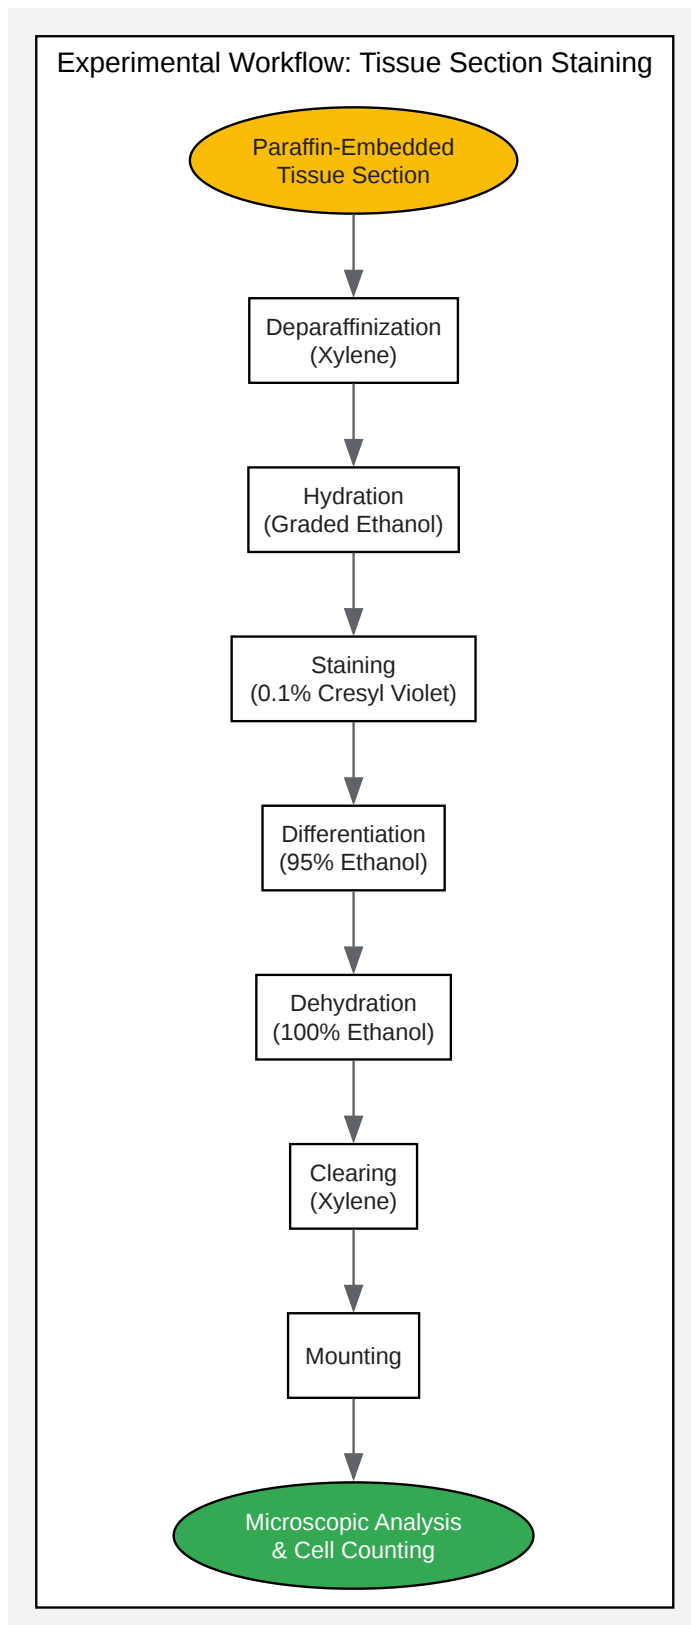 Experimental Workflow: Tissue Section Staining
Paraffin-Embedded
Tissue Section
Deparaffinization
(Xylene)
Hydration
(Graded Ethanol)
Staining
(0.1% Cresyl Violet)
Differentiation
(95% Ethanol)
Dehydration
(100% Ethanol)
Clearing
(Xylene)
Mounting
Microscopic Analysis
& Cell Counting